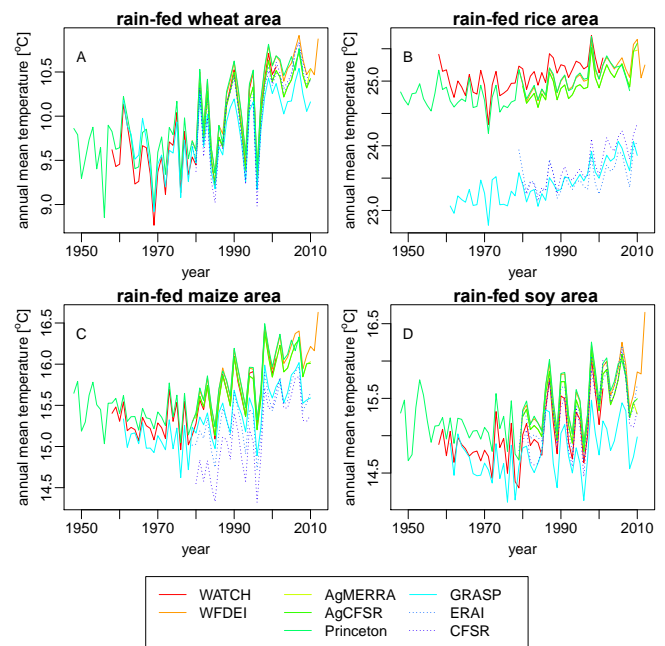 rain-fed wheat area
A
annual mean temperature [°C]
9.0 9.5 10.0 10.5
1950 1970 1990 2010
year
rain-fed rice area
B
annual mean temperature [°C]
23.0 24.0 25.0
1950 1970 1990 2010
year
rain-fed maize area
C
annual mean temperature [°C]
14.5 15.0 15.5 16.0 16.5
1950 1970 1990 2010
year
rain-fed soy area
D
annual mean temperature [°C]
14.5 15.5 16.5
1950 1970 1990 2010
year
WATCH
WFDEI
AgMERRA
AgCFSR
Princeton
GRASP
ERAI
CFSR